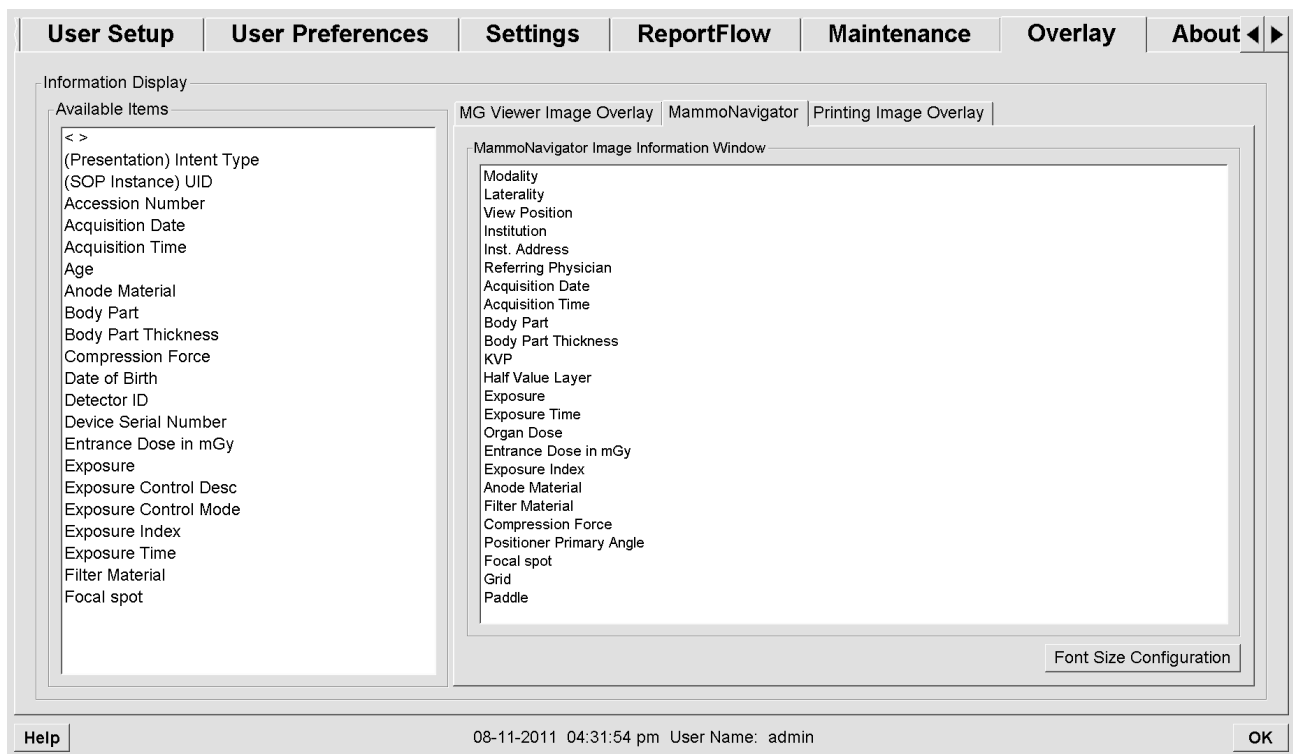 User Setup User Preferences Settings ReportFlow Maintenance Overlay About
Information Display
Available Items
< >
(Presentation) Intent Type
(SOP Instance) UID
Accession Number
Acquisition Date
Acquisition Time
Age
Anode Material
Body Part
Body Part Thickness
Compression Force
Date of Birth
Detector ID
Device Serial Number
Entrance Dose in mGy
Exposure
Exposure Control Desc
Exposure Control Mode
Exposure Index
Exposure Time
Filter Material
Focal spot
MG Viewer Image Overlay MammoNavigator Printing Image Overlay
MammoNavigator Image Information Window
Modality
Laterality
View Position
Institution
Inst. Address
Referring Physician
Acquisition Date
Acquisition Time
Body Part
Body Part Thickness
KVP
Half Value Layer
Exposure
Exposure Time
Organ Dose
Entrance Dose in mGy
Exposure Index
Anode Material
Filter Material
Compression Force
Positioner Primary Angle
Focal spot
Grid
Paddle
Font Size Configuration
Help 08-11-2011 04:31:54 pm User Name: admin OK